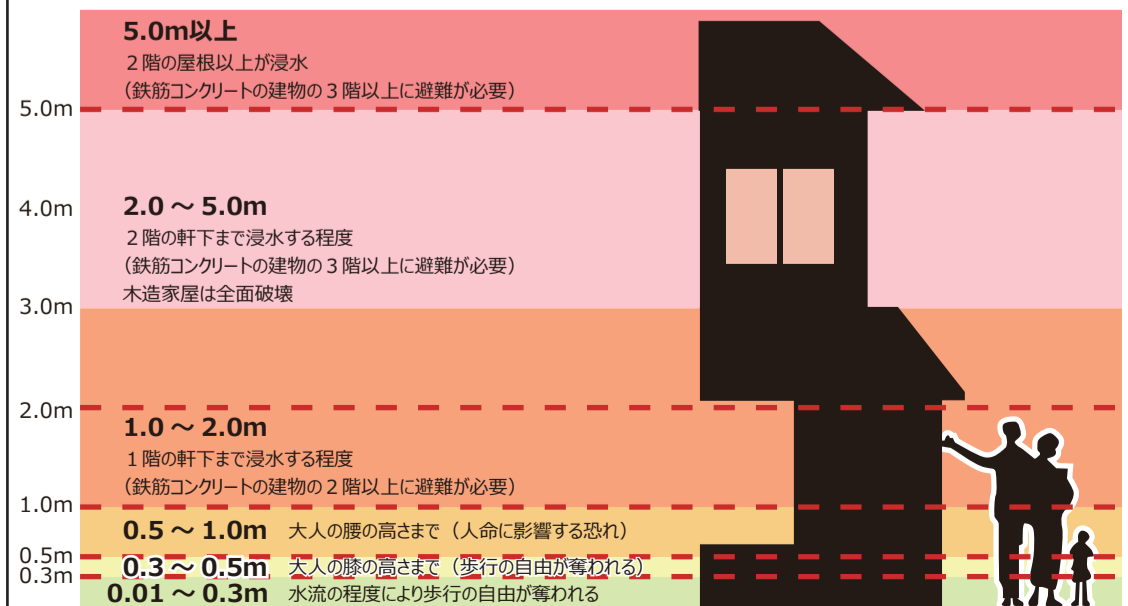 5.0m以上
２階の屋根以上が浸水
（鉄筋コンクリートの建物の３階以上に避難が必要）
5.0m
4.0m
2.0 ～ 5.0m
２階の軒下まで浸水する程度
（鉄筋コンクリートの建物の３階以上に避難が必要）
木造家屋は全面破壊
3.0m
2.0m
1.0 ～ 2.0m
１階の軒下まで浸水する程度
（鉄筋コンクリートの建物の２階以上に避難が必要）
1.0m
0.5 ～ 1.0m 大人の腰の高さまで（人命に影響する恐れ）
0.5m
0.3 ～ 0.5m 大人の膝の高さまで（歩行の自由が奪われる）
0.3m
0.01 ～ 0.3m 水流の程度により歩行の自由が奪われる